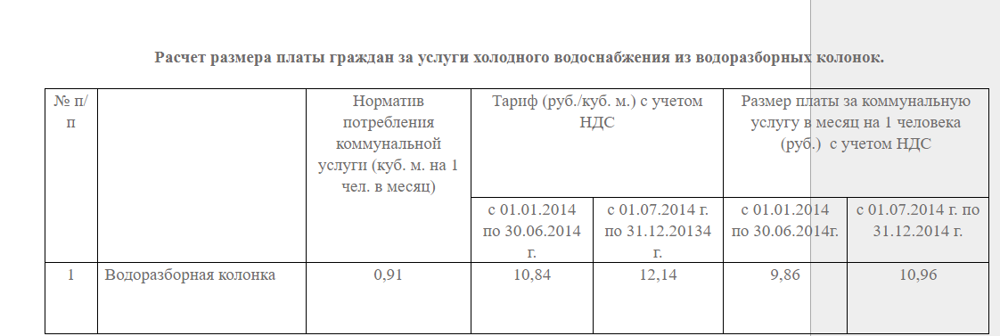 Расчет размера платы граждан за услуги холодного водоснабжения из водоразборных колонок.
№ п/
п
Норматив
потребления
коммунальной
услуги (куб. м. на 1
чел. в месяц)
Тариф (руб./куб. м.) с учетом
НДС
Размер платы за коммунальную
услугу в месяц на 1 человека
(руб.) с учетом НДС
с 01.01.2014
по 30.06.2014
г.
с 01.07.2014 г.
по 31.12.20134
г.
с 01.01.2014
по 30.06.2014г.
с 01.07.2014 г. по
31.12.2014 г.
1
Водоразборная колонка
0,91
10,84
12,14
9,86
10,96